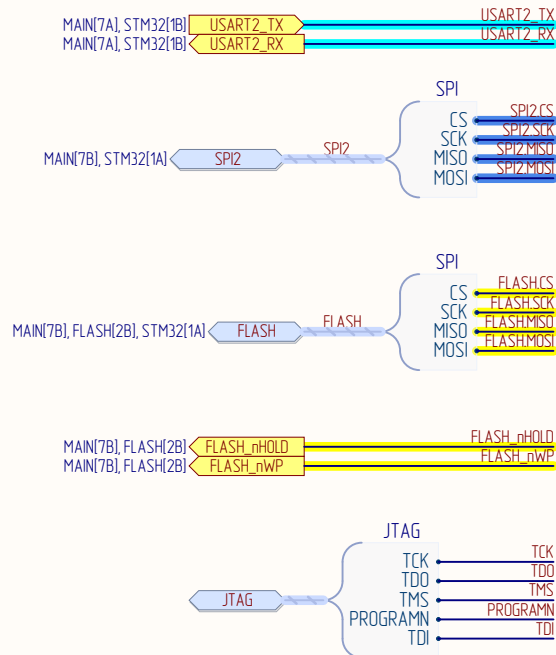 USART2_TX
MAIN[7A], STM32[1B] USART2_TX
USART2_RX
MAIN[7A], STM32[1B] USART2_RX
SPI
CS SPI2.CS
SCK SPI2.SCK
MAIN[7B], STM32[1A] SPI2 SPI2 MISO SPI2.MISO
MOSI SPI2.MOSI
SPI
CS FLASH.CS
SCK FLASH.SCK
MAIN[7B], FLASH[2B], STM32[1A] FLASH FLASH MISO FLASH.MISO
MOSI FLASH.MOSI
FLASH_nHOLD
MAIN[7B], FLASH[2B] FLASH_nHOLD
FLASH_nWP
MAIN[7B], FLASH[2B] FLASH_nWP
JTAG
TCK TCK
TDO TDO
JTAG TMS TMS
PROGRAMN PROGRAMN
TDI TDI